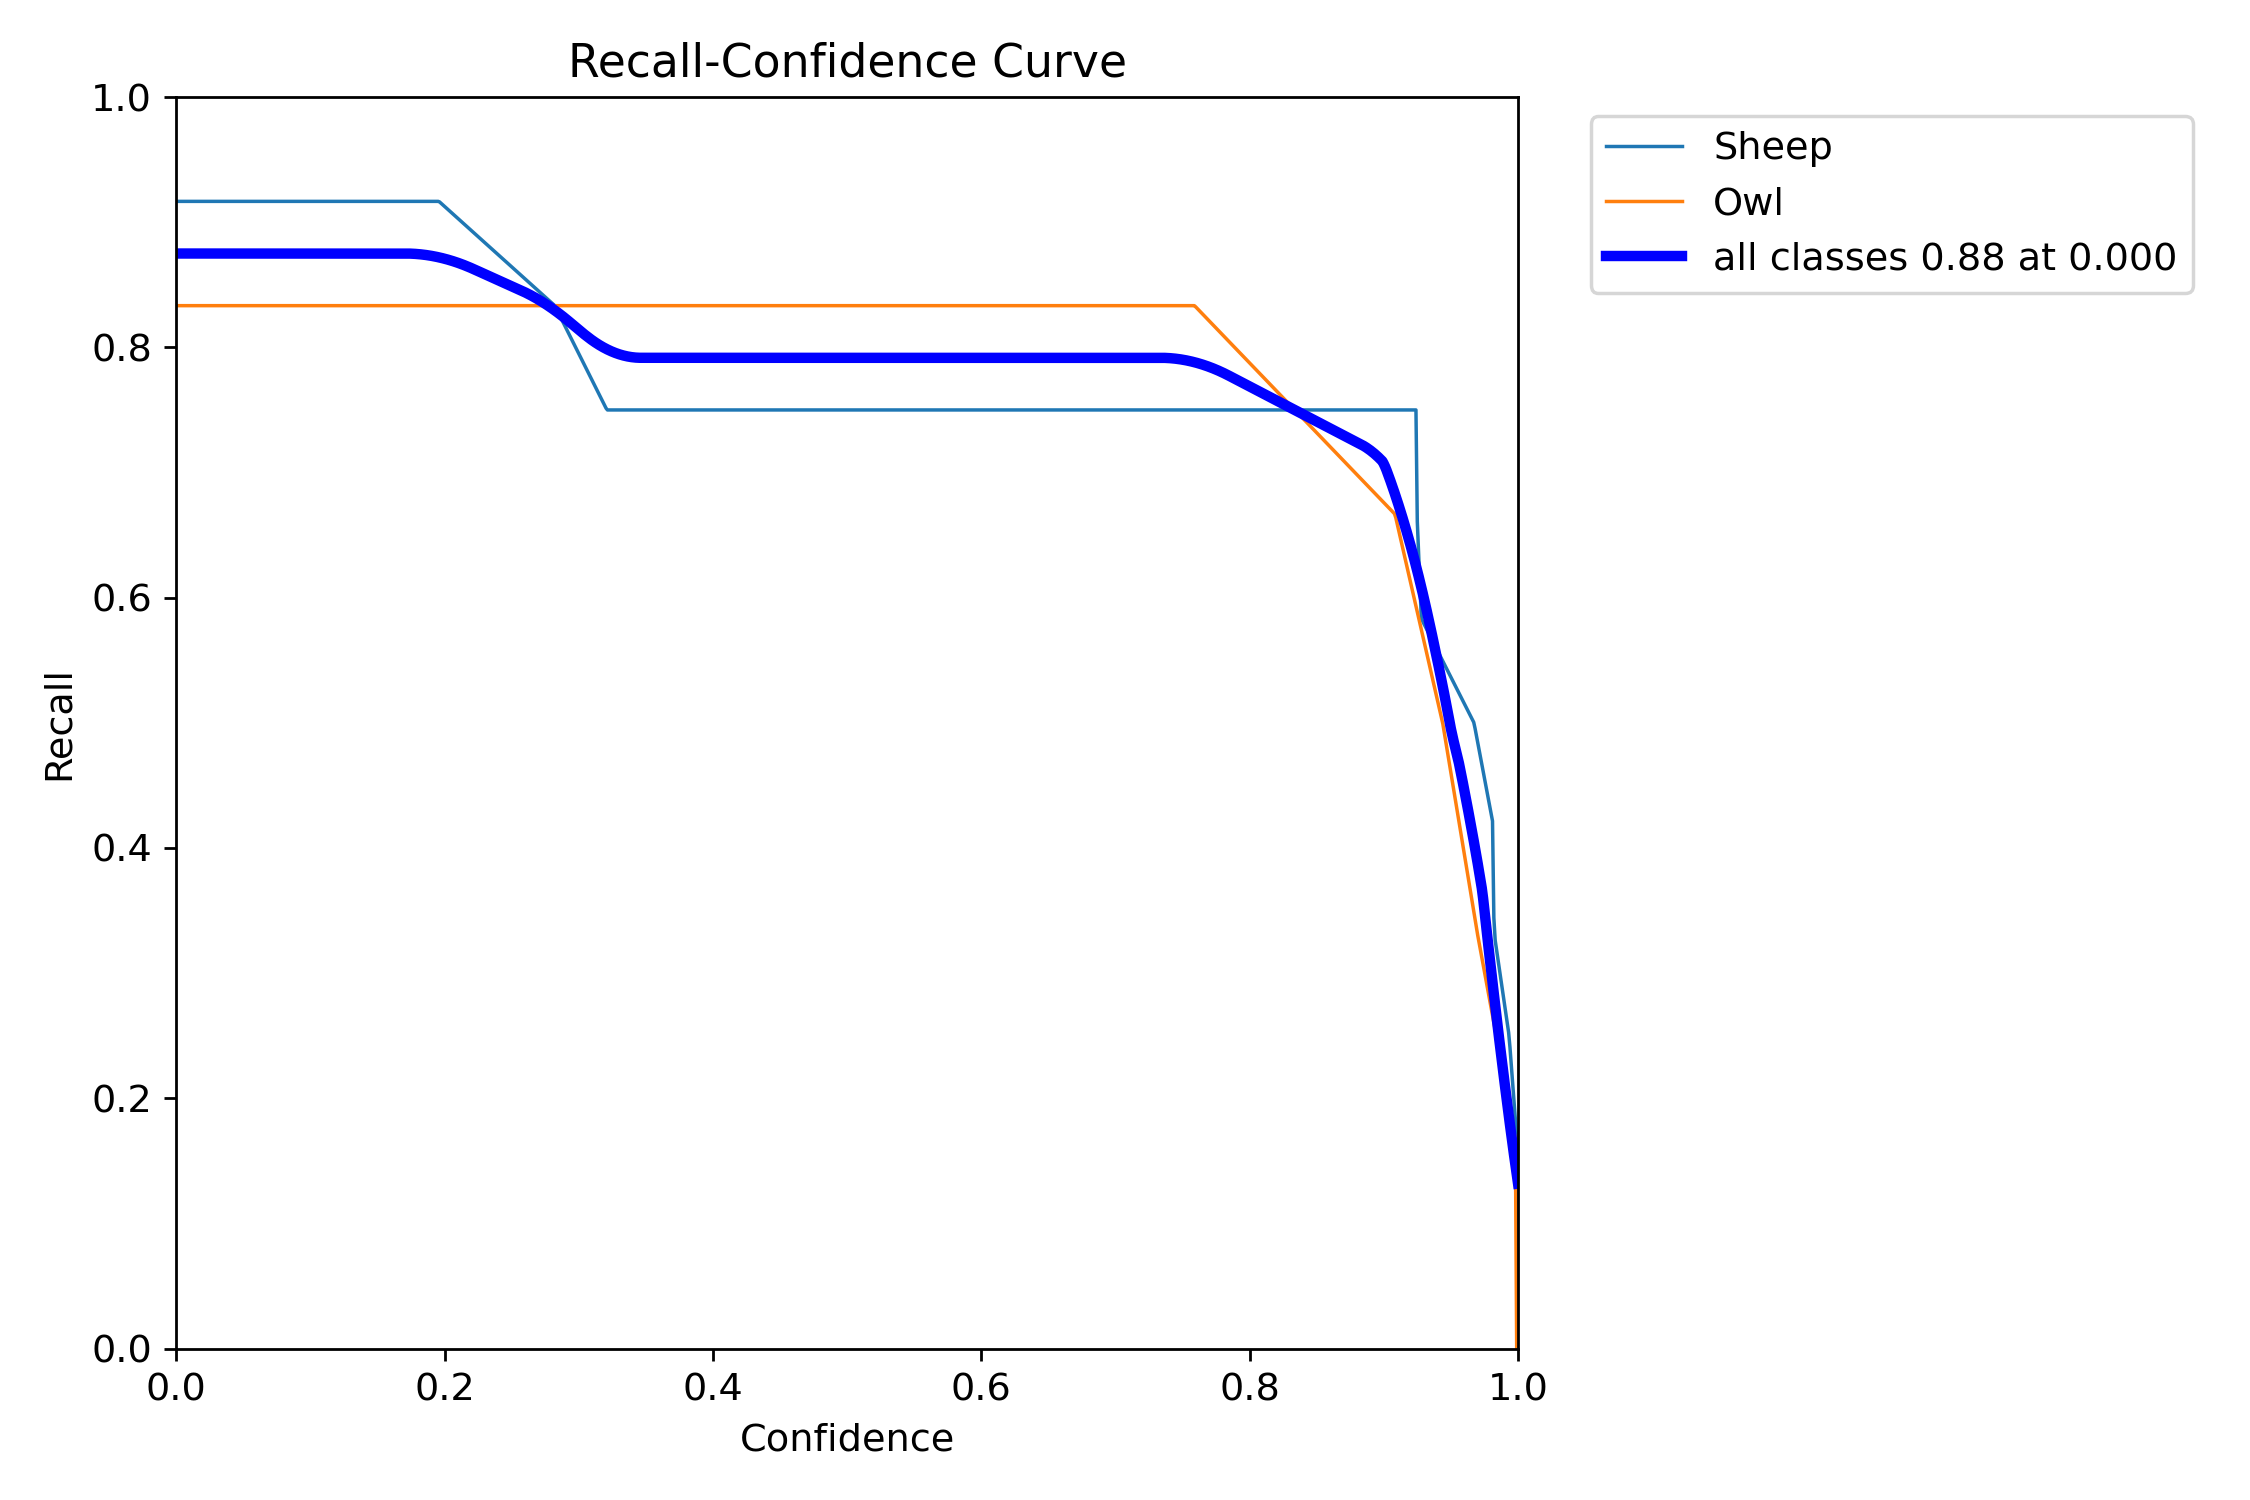 Recall-Confidence Curve
1.0
0.8
0.6
0.4
0.2
0.0
Recall
0.0 0.2 0.4 0.6 0.8 1.0
Confidence
Sheep
Owl
all classes 0.88 at 0.000